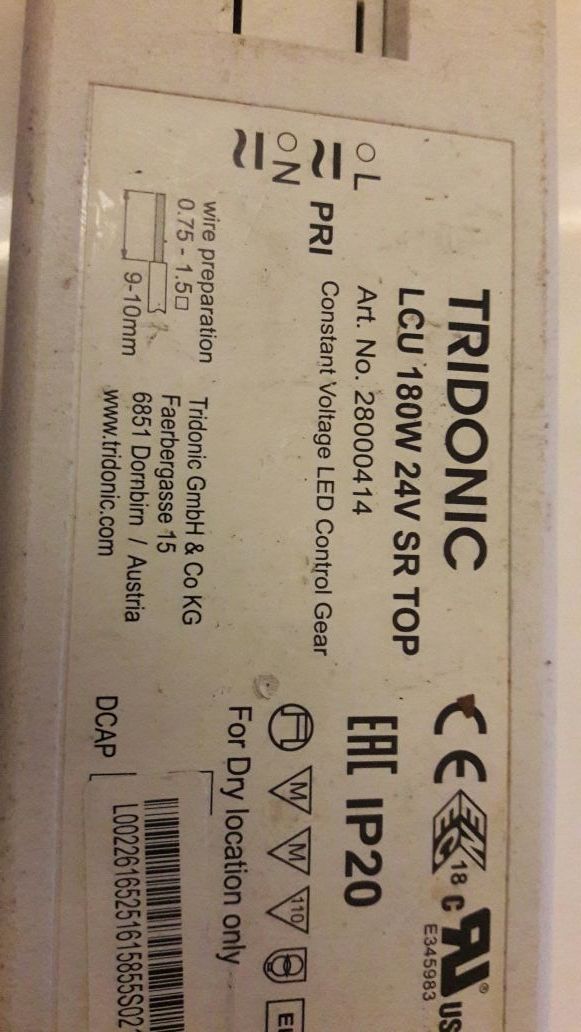 TRIDONIC
LCU 180W 24V SR TOP
Art. No. 28000414
Constant Voltage LED Control Gear
L
PRI
N
wire preparation
0.75 - 1.5□
9-10mm
Tridonic GmbH & Co KG
Faerbergasse 15
6851 Dornbirn / Austria
www.tridonic.com
CE
18
c
US
®
E345983
EAC IP20
M
M
110
For Dry location only
DCAP